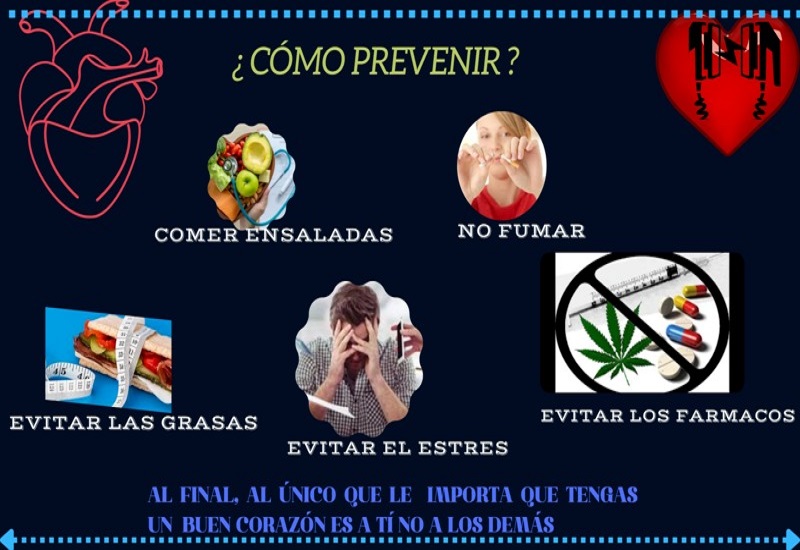 ¿ CÓMO PREVENIR ?
COMER ENSALADAS
NO FUMAR
EVITAR LAS GRASAS
EVITAR EL ESTRES
EVITAR LOS FARMACOS
AL FINAL, AL ÚNICO QUE LE IMPORTA QUE TENGAS
UN BUEN CORAZÓN ES A TÍ NO A LOS DEMÁS